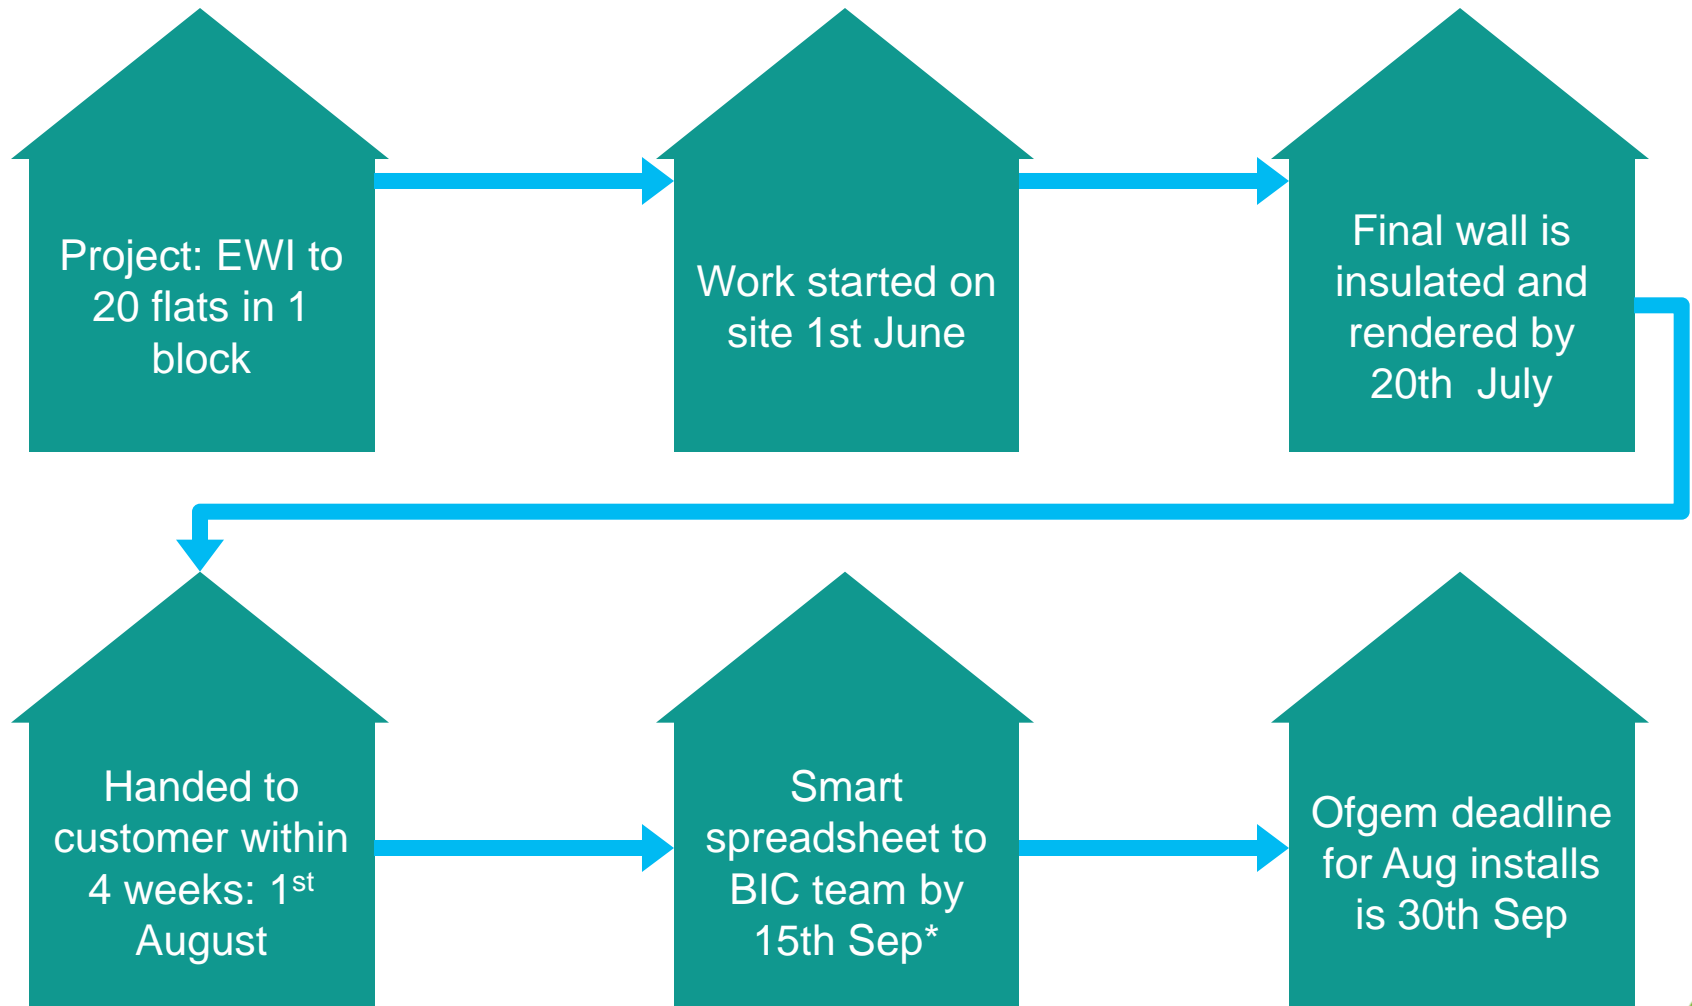 Project: EWI to
20 flats in 1
block
Work started on
site 1st June
Final wall is
insulated and
rendered by
20th  July
Handed to
customer within
4 weeks: 1st
August
Smart
spreadsheet to
BIC team by
15th Sep*
Ofgem deadline
for Aug installs
is 30th Sep